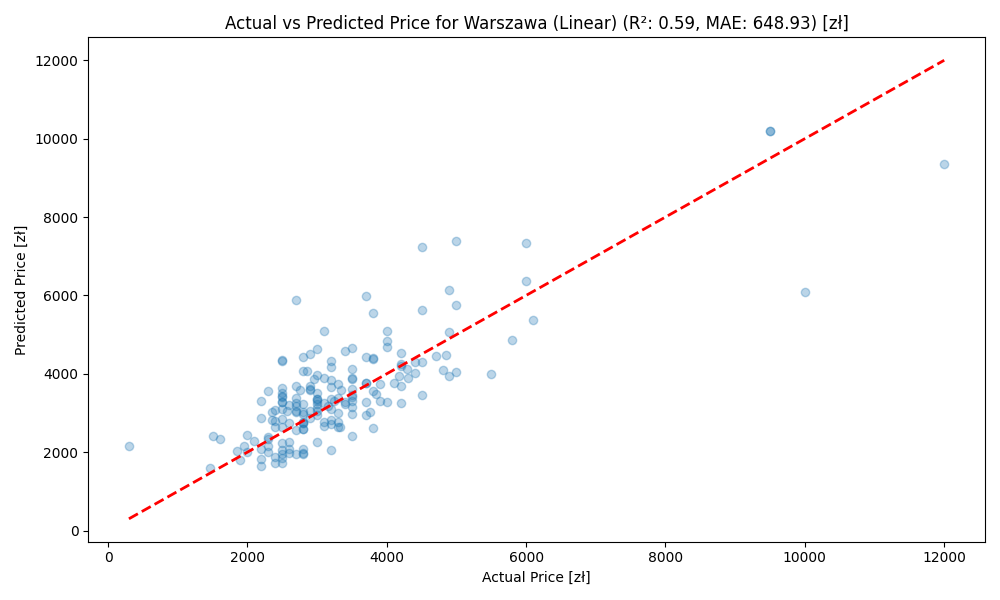 Actual vs Predicted Price for Warszawa (Linear) (R²: 0.59, MAE: 648.93) [zł]
Predicted Price [zł]
12000
10000
8000
6000
4000
2000
0
0 2000 4000 6000 8000 10000 12000
Actual Price [zł]